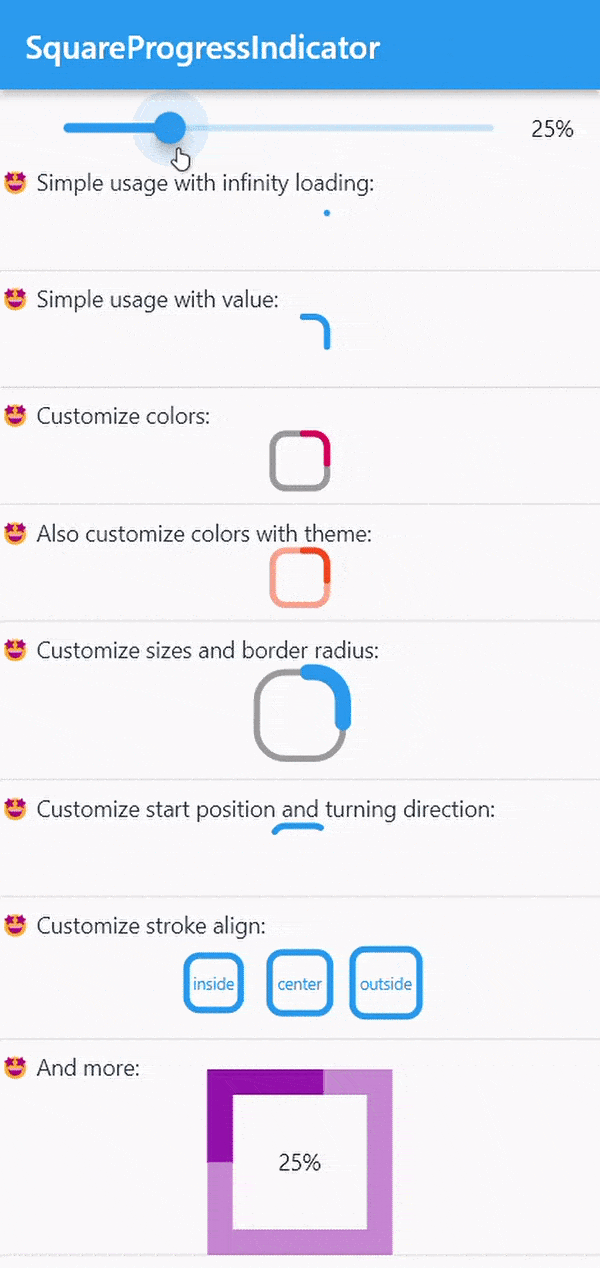 SquareProgressIndicator
25%
🤩 Simple usage with infinity loading:
🤩 Simple usage with value:
🤩 Customize colors:
🤩 Also customize colors with theme:
🤩 Customize sizes and border radius:
🤩 Customize start position and turning direction:
🤩 Customize stroke align:
inside center outside
🤩 And more:
25%